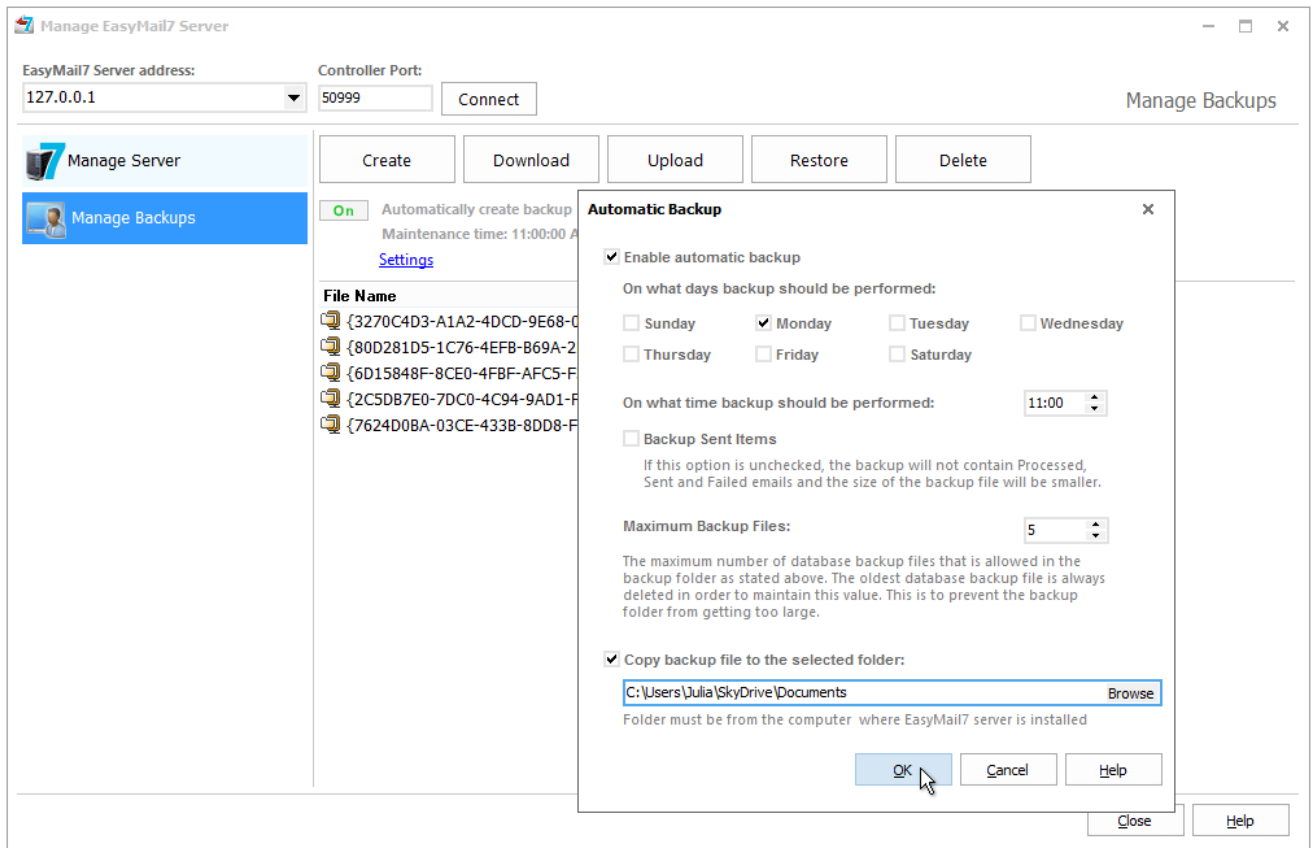 Manage EasyMail7 Server
EasyMail7 Server address:
Controller Port:
127.0.0.1
50999
Connect
Manage Backups
7 Manage Server
Manage Backups
Create
Download
Upload
Restore
Delete
On
Automatically create backup
Maintenance time: 11:00:00 A
Settings
File Name
{3270C4D3-A1A2-4DCD-9E68-0
{80D281D5-1C76-4EFB-B69A-2
{6D15848F-8CE0-4FBF-AFC5-F
{2C5DB7E0-7DC0-4C94-9AD1-F
{7624D0BA-03CE-433B-8DD8-F
Automatic Backup
Enable automatic backup
On what days backup should be performed:
Sunday Monday Tuesday Wednesday
Thursday Friday Saturday
On what time backup should be performed: 11:00
Backup Sent Items
If this option is unchecked, the backup will not contain Processed,
Sent and Failed emails and the size of the backup file will be smaller.
Maximum Backup Files: 5
The maximum number of database backup files that is allowed in the
backup folder as stated above. The oldest database backup file is always
deleted in order to maintain this value. This is to prevent the backup
folder from getting too large.
Copy backup file to the selected folder:
C:\Users\Julia\SkyDrive\Documents Browse
Folder must be from the computer where EasyMail7 server is installed
OK Cancel Help
Close Help